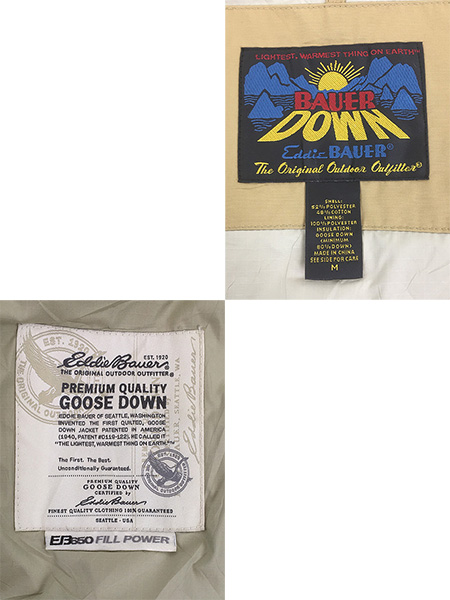 LIGHTEST, WARMEST THING ON EARTH™
BAUER
DOWN
Eddie BAUER®
The Original Outdoor Outfitter®
SHELL:
52% POLYESTER
48% COTTON
LINING:
100% POLYESTER
INSULATION:
GOOSE DOWN
(MINIMUM
80% DOWN)
MADE IN CHINA
SEE SIDE FOR CARE
M
EST. 1920
Eddie Bauer®
EST. 1920
THE ORIGINAL OUTDOOR OUTFITTER®
PREMIUM QUALITY
GOOSE DOWN
EDDIE BAUER OF SEATTLE, WASHINGTON
INVENTED THE FIRST QUILTED, GOOSE
DOWN JACKET PATENTED IN AMERICA
(1940, PATENT #D119-122). HE CALLED IT
"THE LIGHTEST, WARMEST THING ON EARTH."™
The First. The Best.
Unconditionally Guaranteed.
PREMIUM QUALITY
GOOSE DOWN
CERTIFIED by
Eddie Bauer®
FINEST QUALITY CLOTHING 100% GUARANTEED
SEATTLE - USA
EB650 FILL POWER